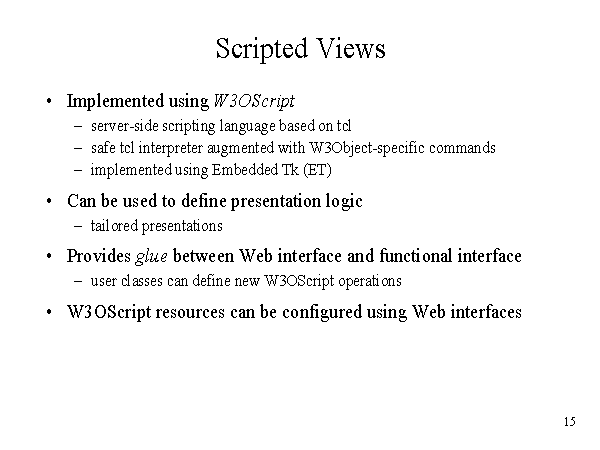 Scripted Views
• Implemented using W3OScript
– server-side scripting language based on tcl
– safe tcl interpreter augmented with W3Object-specific commands
– implemented using Embedded Tk (ET)
• Can be used to define presentation logic
– tailored presentations
• Provides glue between Web interface and functional interface
– user classes can define new W3OScript operations
• W3OScript resources can be configured using Web interfaces
15